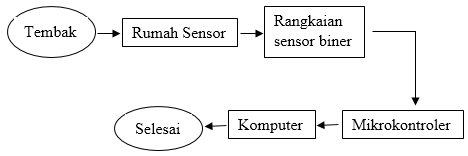 Tembak
Rumah Sensor
Rangkaian
sensor biner
Mikrokontroler
Komputer
Selesai